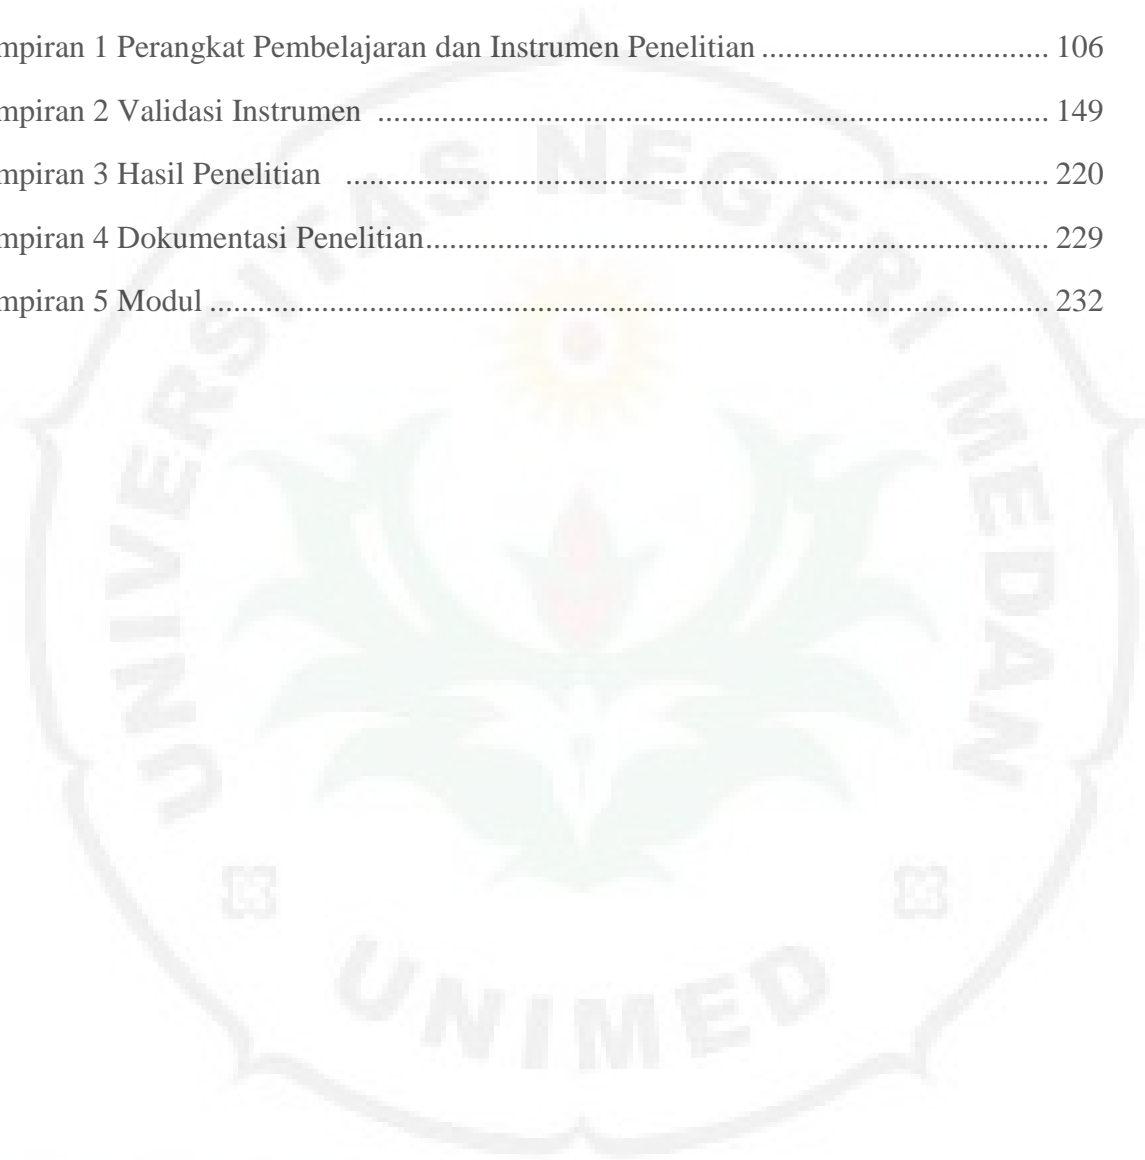 mpiran 1 Perangkat Pembelajaran dan Instrumen Penelitian .................................... 106
mpiran 2 Validasi Instrumen .................................................................................... 149
mpiran 3 Hasil Penelitian ........................................................................................ 220
mpiran 4 Dokumentasi Penelitian.............................................................................. 229
mpiran 5 Modul ......................................................................................................... 232
UNIVERSITAS NEGERI MEDAN
UNIMED